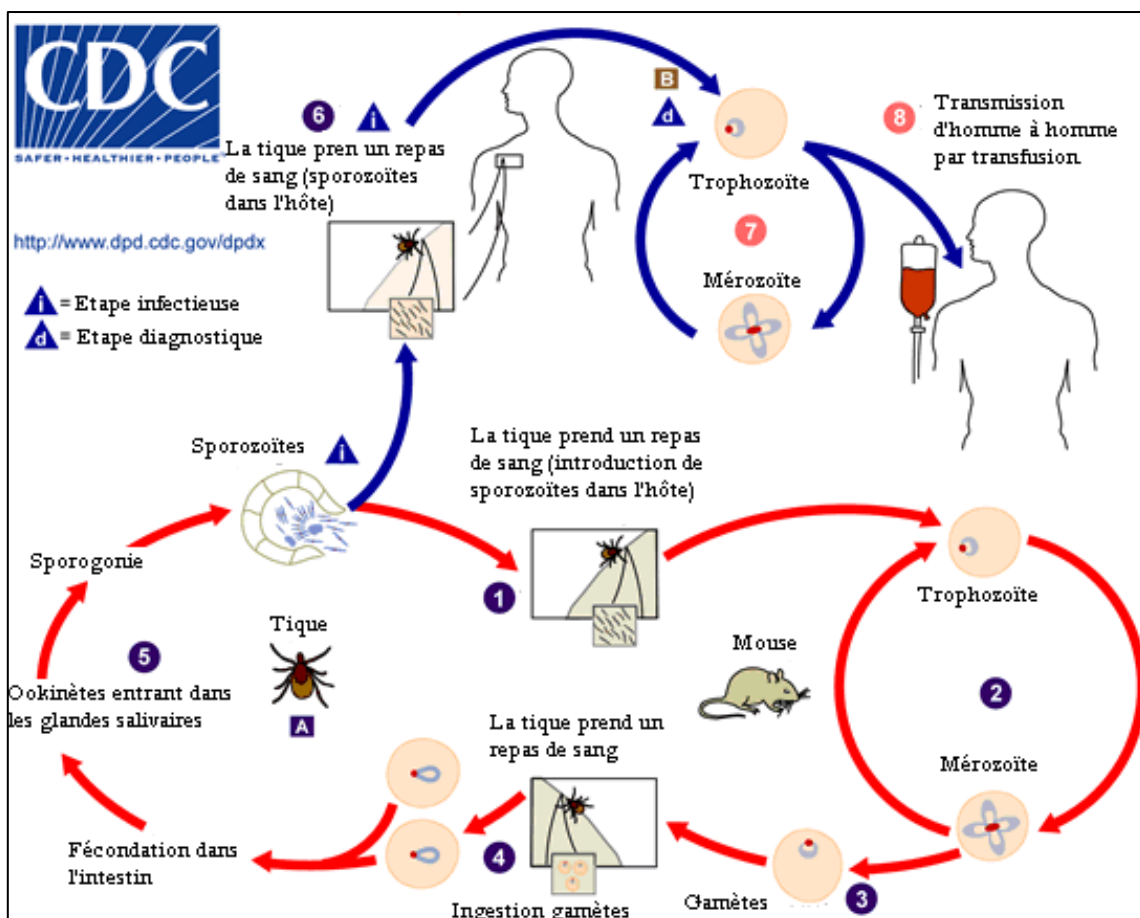 CDC
SAFER • HEALTHIER • PEOPLE
http://www.dpd.cdc.gov/dpdx
i = Etape infectieuse
d = Etape diagnostique
6 i
La tique pren un repas
de sang (sporozoïtes
dans l'hôte)
B
d
Trophozoïte
7
Mérozoïte
8
Transmission
d'homme à homme
par transfusion
Sporozoïtes
i
La tique prend un repas
de sang (introduction de
sporozoïtes dans l'hôte)
1
Sporogonie
Trophozoïte
Tique
A
5
Mouse
2
Ookinètes entrant dans
les glandes salivaires
La tique prend un
repas de sang
Mérozoïte
Fécondation dans
l'intestin
4
Ingestion gamètes
Gamètes
3